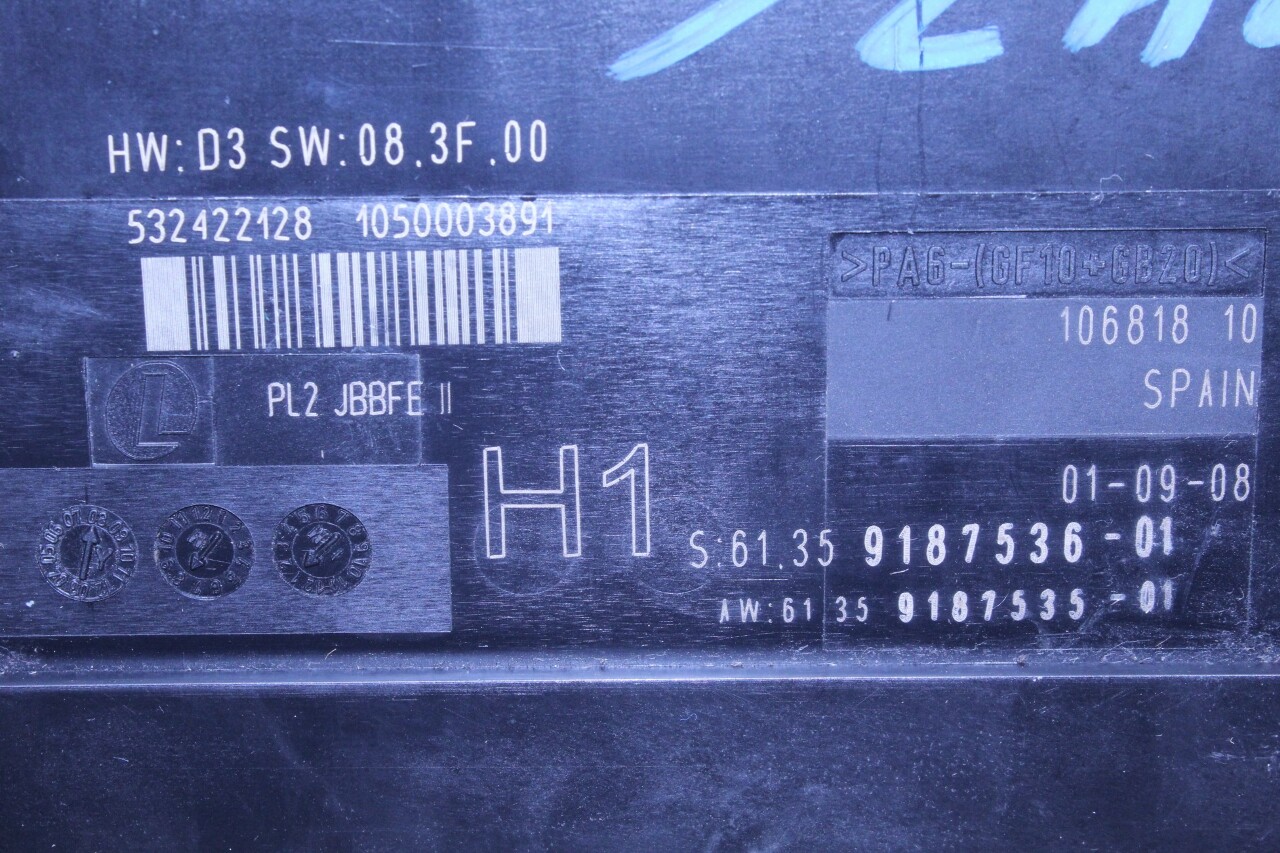 HW: D3 SW: 08.3F.00
532422128 1050003891
>PA6-(GF10+GB20)<
106818 10
SPAIN
L
PL2 JBBFE II
H1
01-09-08
S:61.35 9187536-01
AW:61 35 9187535-01